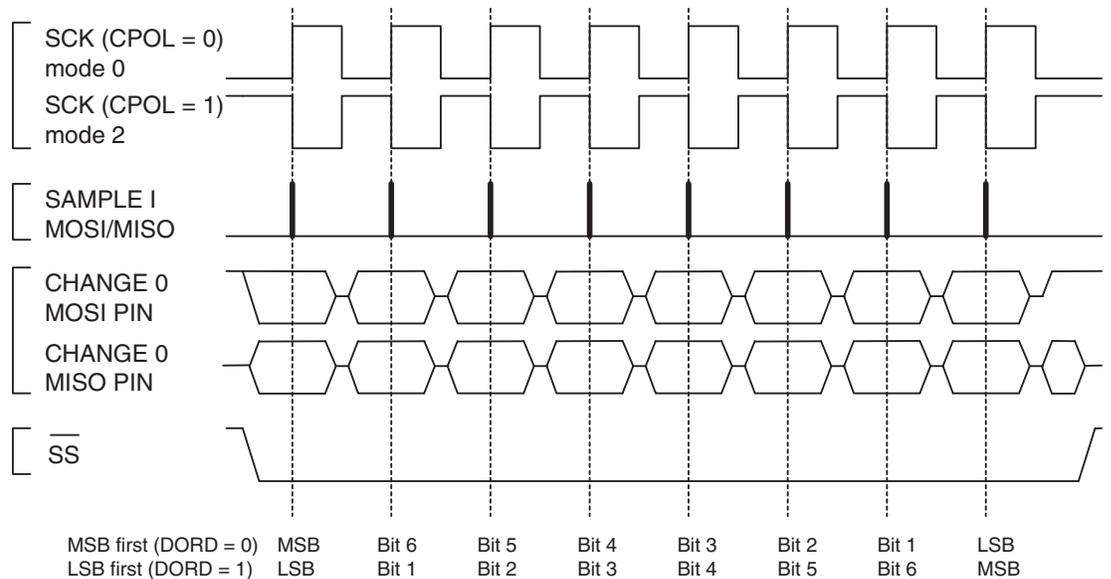 SCK (CPOL = 0)
mode 0
SCK (CPOL = 1)
mode 2
SAMPLE I
MOSI/MISO
CHANGE 0
MOSI PIN
CHANGE 0
MISO PIN
SS
MSB first (DORD = 0) MSB Bit 6 Bit 5 Bit 4 Bit 3 Bit 2 Bit 1 LSB
LSB first (DORD = 1) LSB Bit 1 Bit 2 Bit 3 Bit 4 Bit 5 Bit 6 MSB